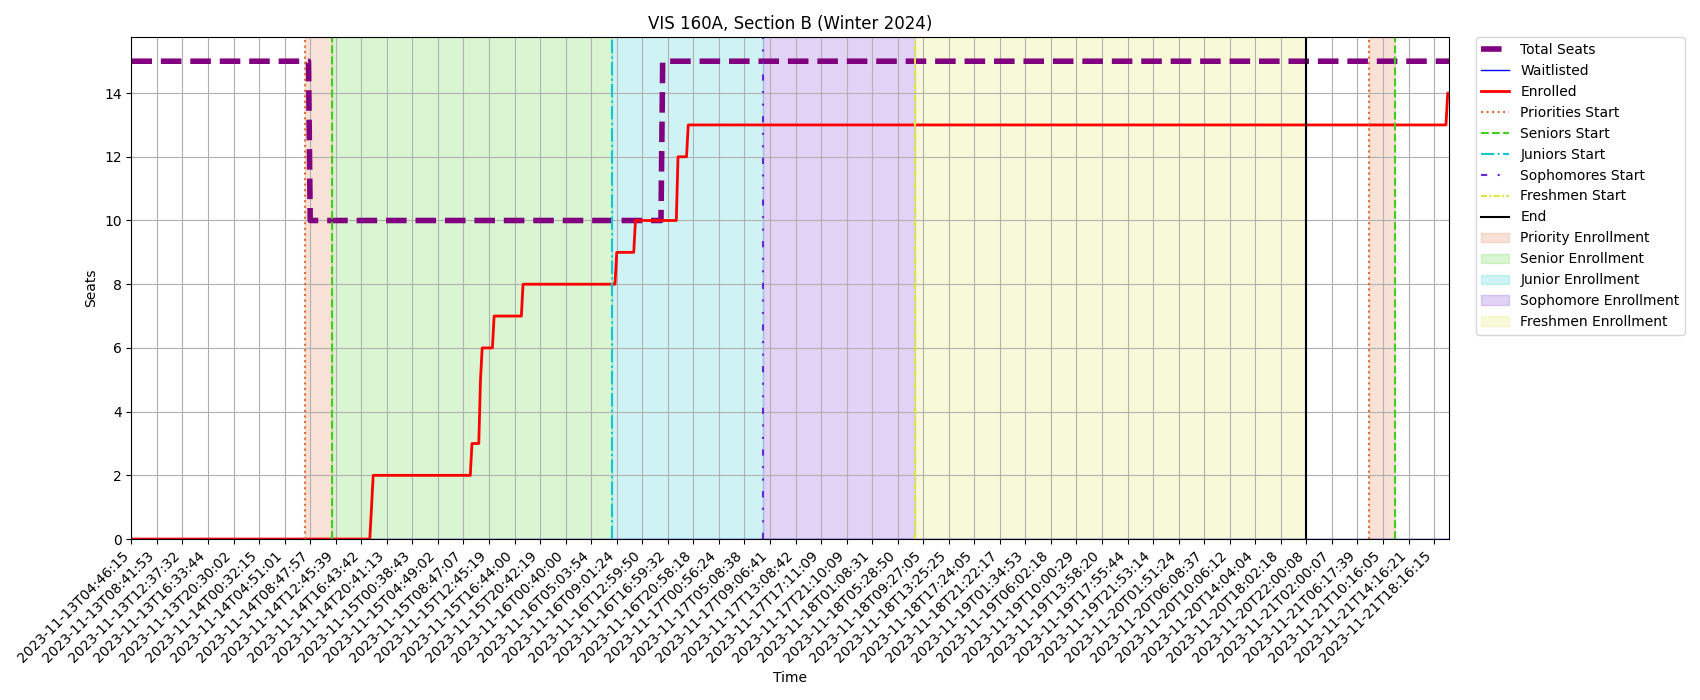 VIS 160A, Section B (Winter 2024)
Total Seats
Waitlisted
Enrolled
Priorities Start
Seniors Start
Juniors Start
Sophomores Start
Freshmen Start
End
Priority Enrollment
Senior Enrollment
Junior Enrollment
Sophomore Enrollment
Freshmen Enrollment
Seats
14
12
10
8
6
4
2
0
2023-11-13T04:46:15
2023-11-13T08:41:53
2023-11-13T12:37:32
2023-11-13T16:33:44
2023-11-13T20:30:02
2023-11-14T00:32:15
2023-11-14T04:51:01
2023-11-14T08:47:57
2023-11-14T12:45:39
2023-11-14T16:43:42
2023-11-14T20:41:13
2023-11-15T00:38:43
2023-11-15T04:49:02
2023-11-15T08:47:07
2023-11-15T12:45:19
2023-11-15T16:44:00
2023-11-15T20:42:19
2023-11-16T00:40:00
2023-11-16T05:03:54
2023-11-16T09:01:24
2023-11-16T12:59:50
2023-11-16T16:59:32
2023-11-16T20:58:18
2023-11-17T00:56:24
2023-11-17T05:08:38
2023-11-17T09:06:41
2023-11-17T13:08:42
2023-11-17T17:11:09
2023-11-17T21:10:09
2023-11-18T01:08:31
2023-11-18T05:28:50
2023-11-18T09:27:05
2023-11-18T13:25:25
2023-11-18T17:24:05
2023-11-18T21:22:17
2023-11-19T01:34:53
2023-11-19T06:02:18
2023-11-19T10:00:29
2023-11-19T13:58:20
2023-11-19T17:55:44
2023-11-19T21:53:14
2023-11-20T01:51:24
2023-11-20T06:08:37
2023-11-20T10:06:12
2023-11-20T14:04:04
2023-11-20T18:02:18
2023-11-20T22:00:08
2023-11-21T02:00:07
2023-11-21T06:17:39
2023-11-21T10:16:05
2023-11-21T14:16:21
2023-11-21T18:16:15
Time